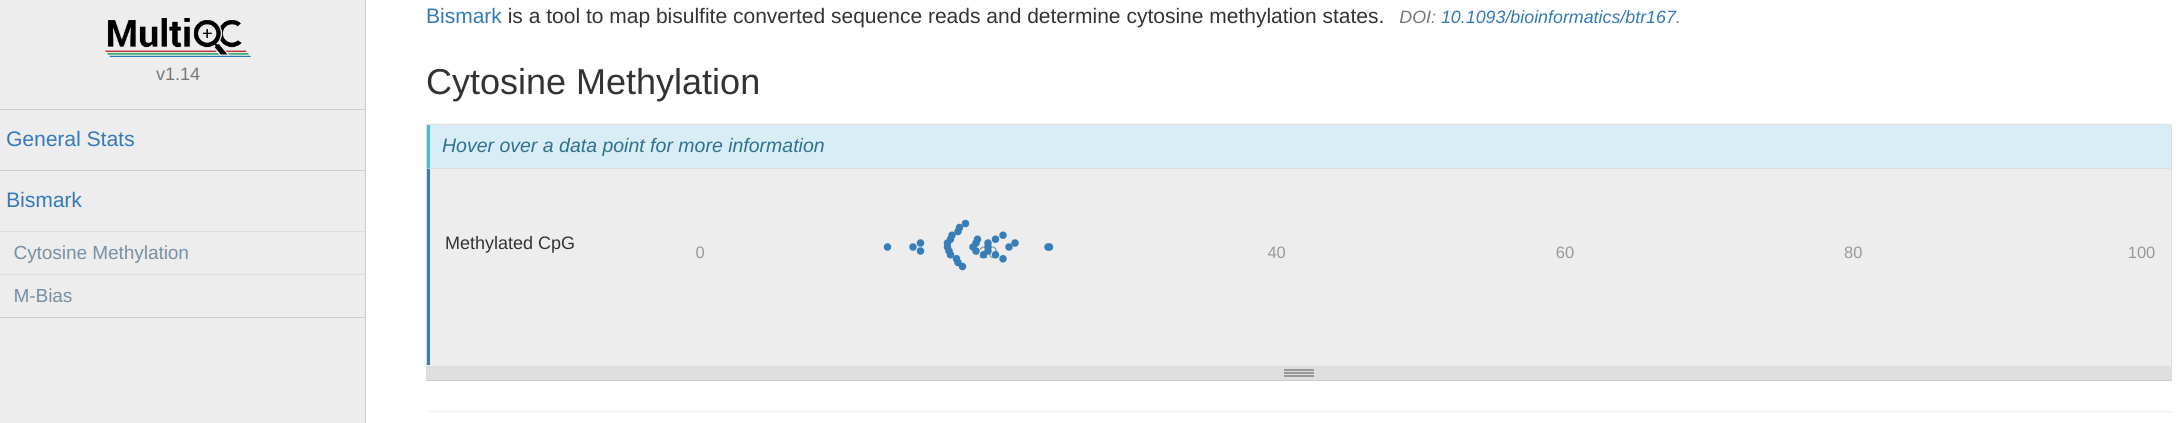 MultiQC
v1.14
General Stats
Bismark
Cytosine Methylation
M-Bias
Bismark is a tool to map bisulfite converted sequence reads and determine cytosine methylation states. DOI: 10.1093/bioinformatics/btr167.
Cytosine Methylation
Hover over a data point for more information
Methylated CpG
0
40
60
80
100